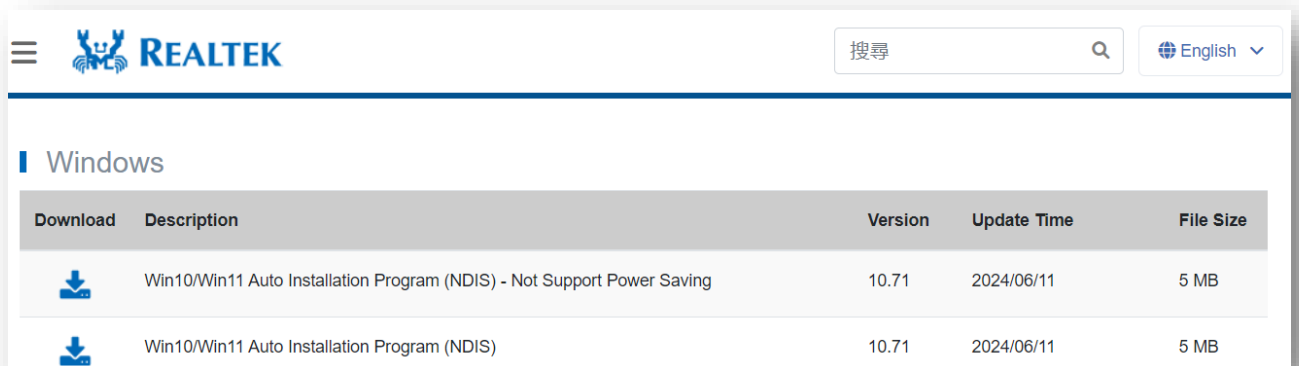 REALTEK
搜尋
English
Windows
Download Description Version Update Time File Size
Win10/Win11 Auto Installation Program (NDIS) - Not Support Power Saving 10.71 2024/06/11 5 MB
Win10/Win11 Auto Installation Program (NDIS) 10.71 2024/06/11 5 MB